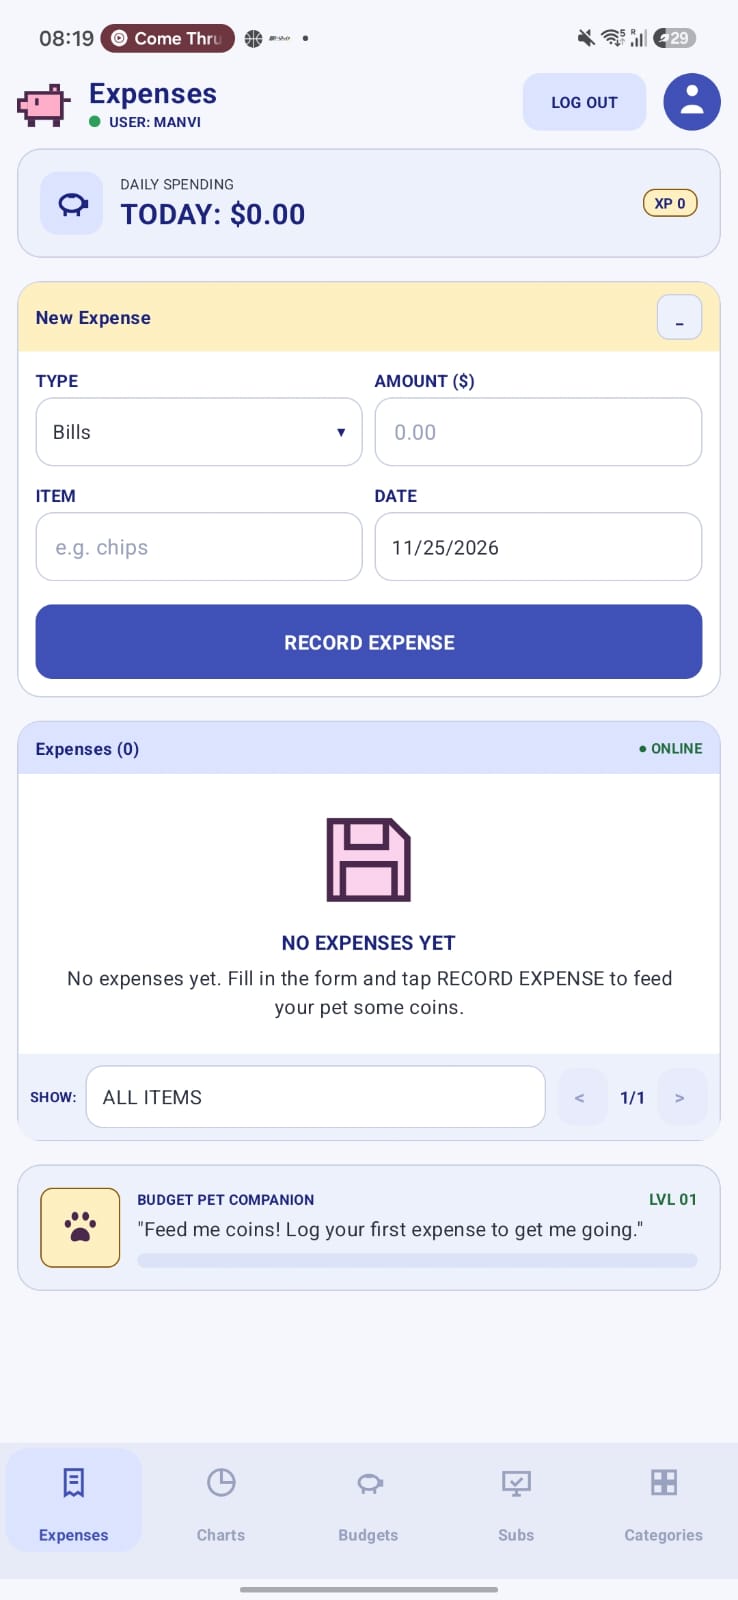 08:19 Come Thru 29
Expenses
USER: MANVI
LOG OUT
DAILY SPENDING
TODAY: $0.00
XP 0
New Expense
-
TYPE
AMOUNT ($)
Bills ▾
0.00
ITEM
DATE
e.g. chips
11/25/2026
RECORD EXPENSE
Expenses (0)
● ONLINE
NO EXPENSES YET
No expenses yet. Fill in the form and tap RECORD EXPENSE to feed
your pet some coins.
SHOW: ALL ITEMS < 1/1 >
BUDGET PET COMPANION
LVL 01
"Feed me coins! Log your first expense to get me going."
Expenses Charts Budgets Subs Categories